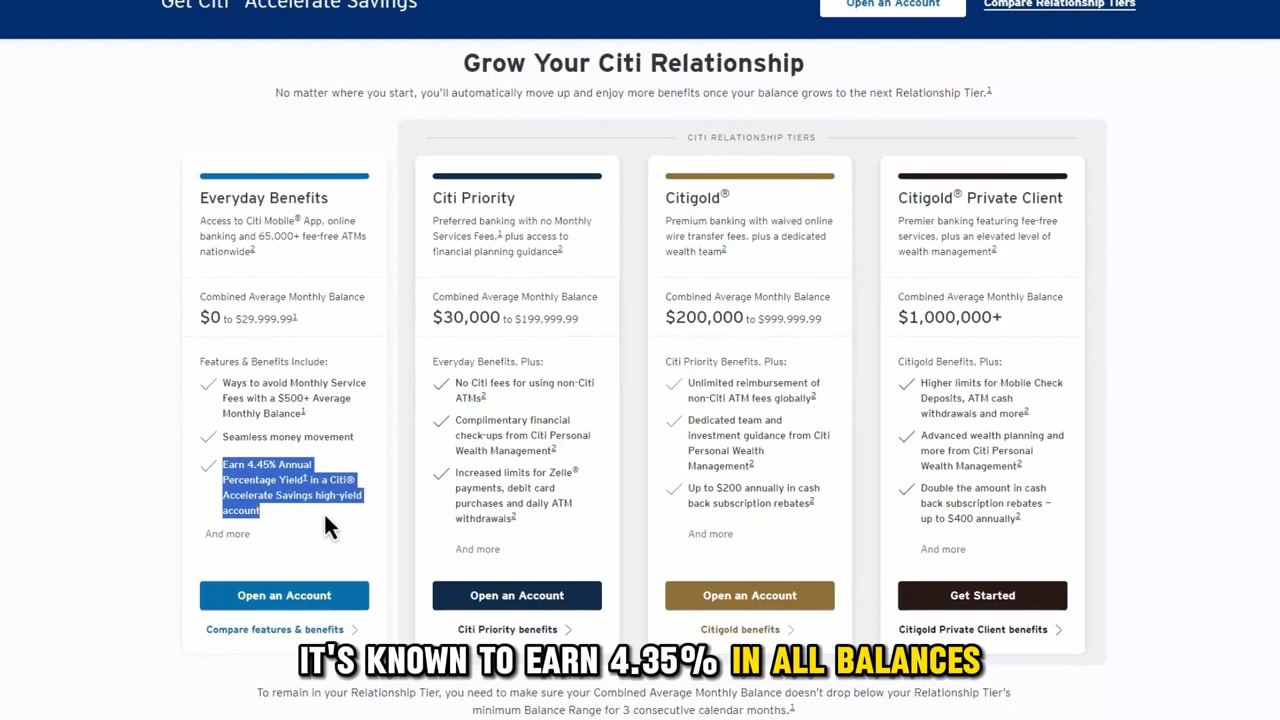 Get Citi® Accelerate Savings
Open an Account
Compare Relationship Tiers
Grow Your Citi Relationship
No matter where you start, you'll automatically move up and enjoy more benefits once your balance grows to the next Relationship Tier.1
CITI RELATIONSHIP TIERS
Everyday Benefits
Access to Citi Mobile® App, online
banking and 65,000+ fee-free ATMs
nationwide2
Combined Average Monthly Balance
$0 to $29,999.991
Features & Benefits Include:
Ways to avoid Monthly Service
Fees with a $500+ Average
Monthly Balance1
Seamless money movement
Earn 4.45% Annual
Percentage Yield† in a Citi®
Accelerate Savings high-yield
account
And more
Open an Account
Compare features & benefits
Citi Priority
Preferred banking with no Monthly
Services Fees,1 plus access to
financial planning guidance2
Combined Average Monthly Balance
$30,000 to $199,999.99
Everyday Benefits, Plus:
No Citi fees for using non-Citi
ATMs2
Complimentary financial
check-ups from Citi Personal
Wealth Management2
Increased limits for Zelle®
payments, debit card
purchases and daily ATM
withdrawals2
And more
Open an Account
Citi Priority benefits
Citigold®
Premium banking with waived online
wire transfer fees, plus a dedicated
wealth team2
Combined Average Monthly Balance
$200,000 to $999,999.99
Citi Priority Benefits, Plus:
Unlimited reimbursement of
non-Citi ATM fees globally2
Dedicated team and
investment guidance from Citi
Personal Wealth
Management2
Up to $200 annually in cash
back subscription rebates2
And more
Open an Account
Citigold benefits
Citigold® Private Client
Premier banking featuring fee-free
services, plus an elevated level of
wealth management2
Combined Average Monthly Balance
$1,000,000+
Citigold Benefits, Plus:
Higher limits for Mobile Check
Deposits, ATM cash
withdrawals and more2
Advanced wealth planning and
more from Citi Personal
Wealth Management2
Double the amount in cash
back subscription rebates –
up to $400 annually2
And more
Get Started
Citigold Private Client benefits
IT'S KNOWN TO EARN 4.35% IN ALL BALANCES
To remain in your Relationship Tier, you need to make sure your Combined Average Monthly Balance doesn't drop below your Relationship Tier's
minimum Balance Range for 3 consecutive calendar months.1